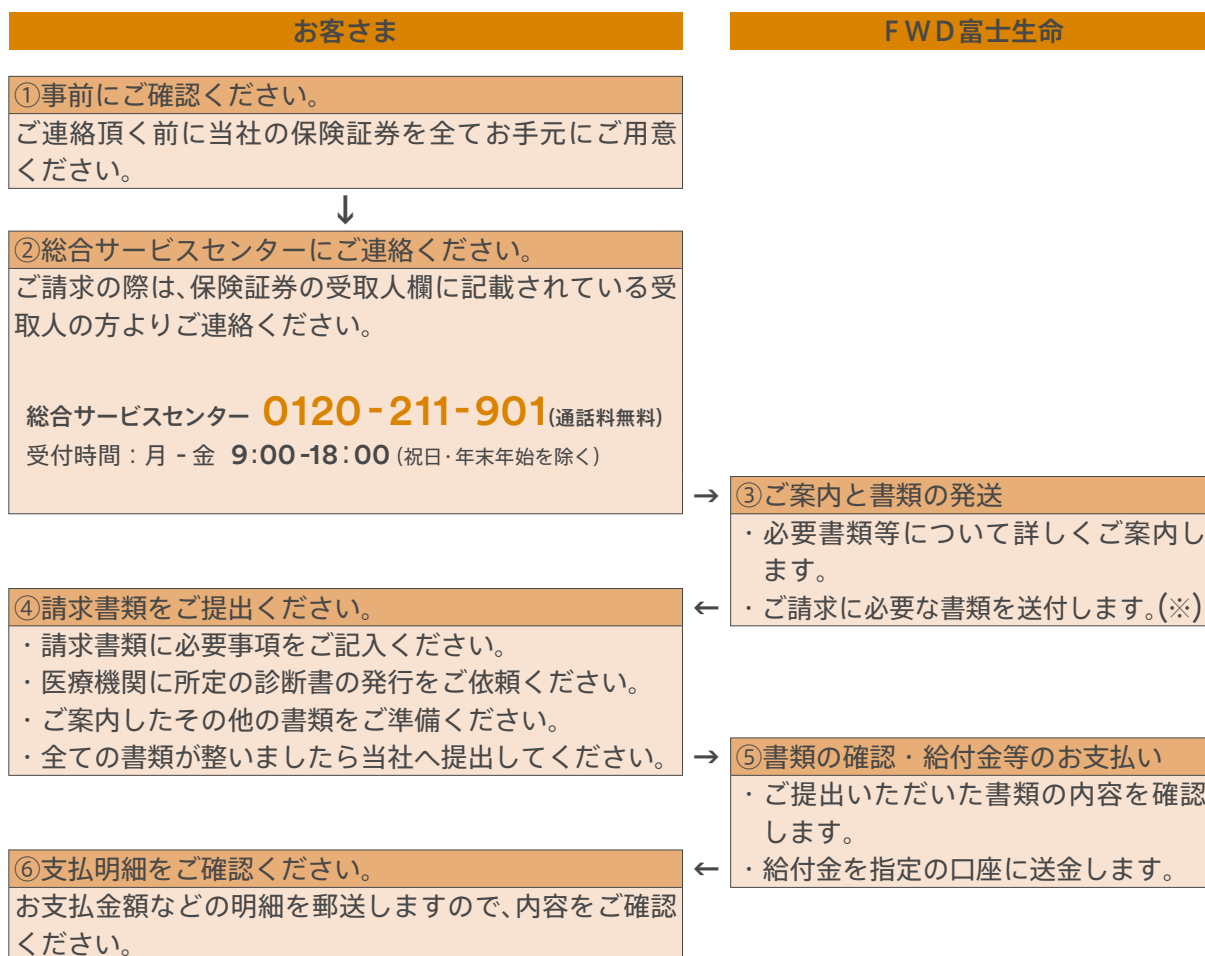 お客さま
FWD富士生命
①事前にご確認ください。
ご連絡頂く前に当社の保険証券を全てお手元にご用意
ください。
↓
②総合サービスセンターにご連絡ください。
ご請求の際は、保険証券の受取人欄に記載されている受
取人の方よりご連絡ください。
総合サービスセンター 0120-211-901(通話料無料)
受付時間：月 - 金 9:00-18:00 (祝日・年末年始を除く)
→
③ご案内と書類の発送
・必要書類等について詳しくご案内し
ます。
・ご請求に必要な書類を送付します。(※)
←
④請求書類をご提出ください。
・請求書類に必要事項をご記入ください。
・医療機関に所定の診断書の発行をご依頼ください。
・ご案内したその他の書類をご準備ください。
・全ての書類が整いましたら当社へ提出してください。
→
⑤書類の確認・給付金等のお支払い
・ご提出いただいた書類の内容を確認
します。
・給付金を指定の口座に送金します。
←
⑥支払明細をご確認ください。
お支払金額などの明細を郵送しますので、内容をご確認
ください。